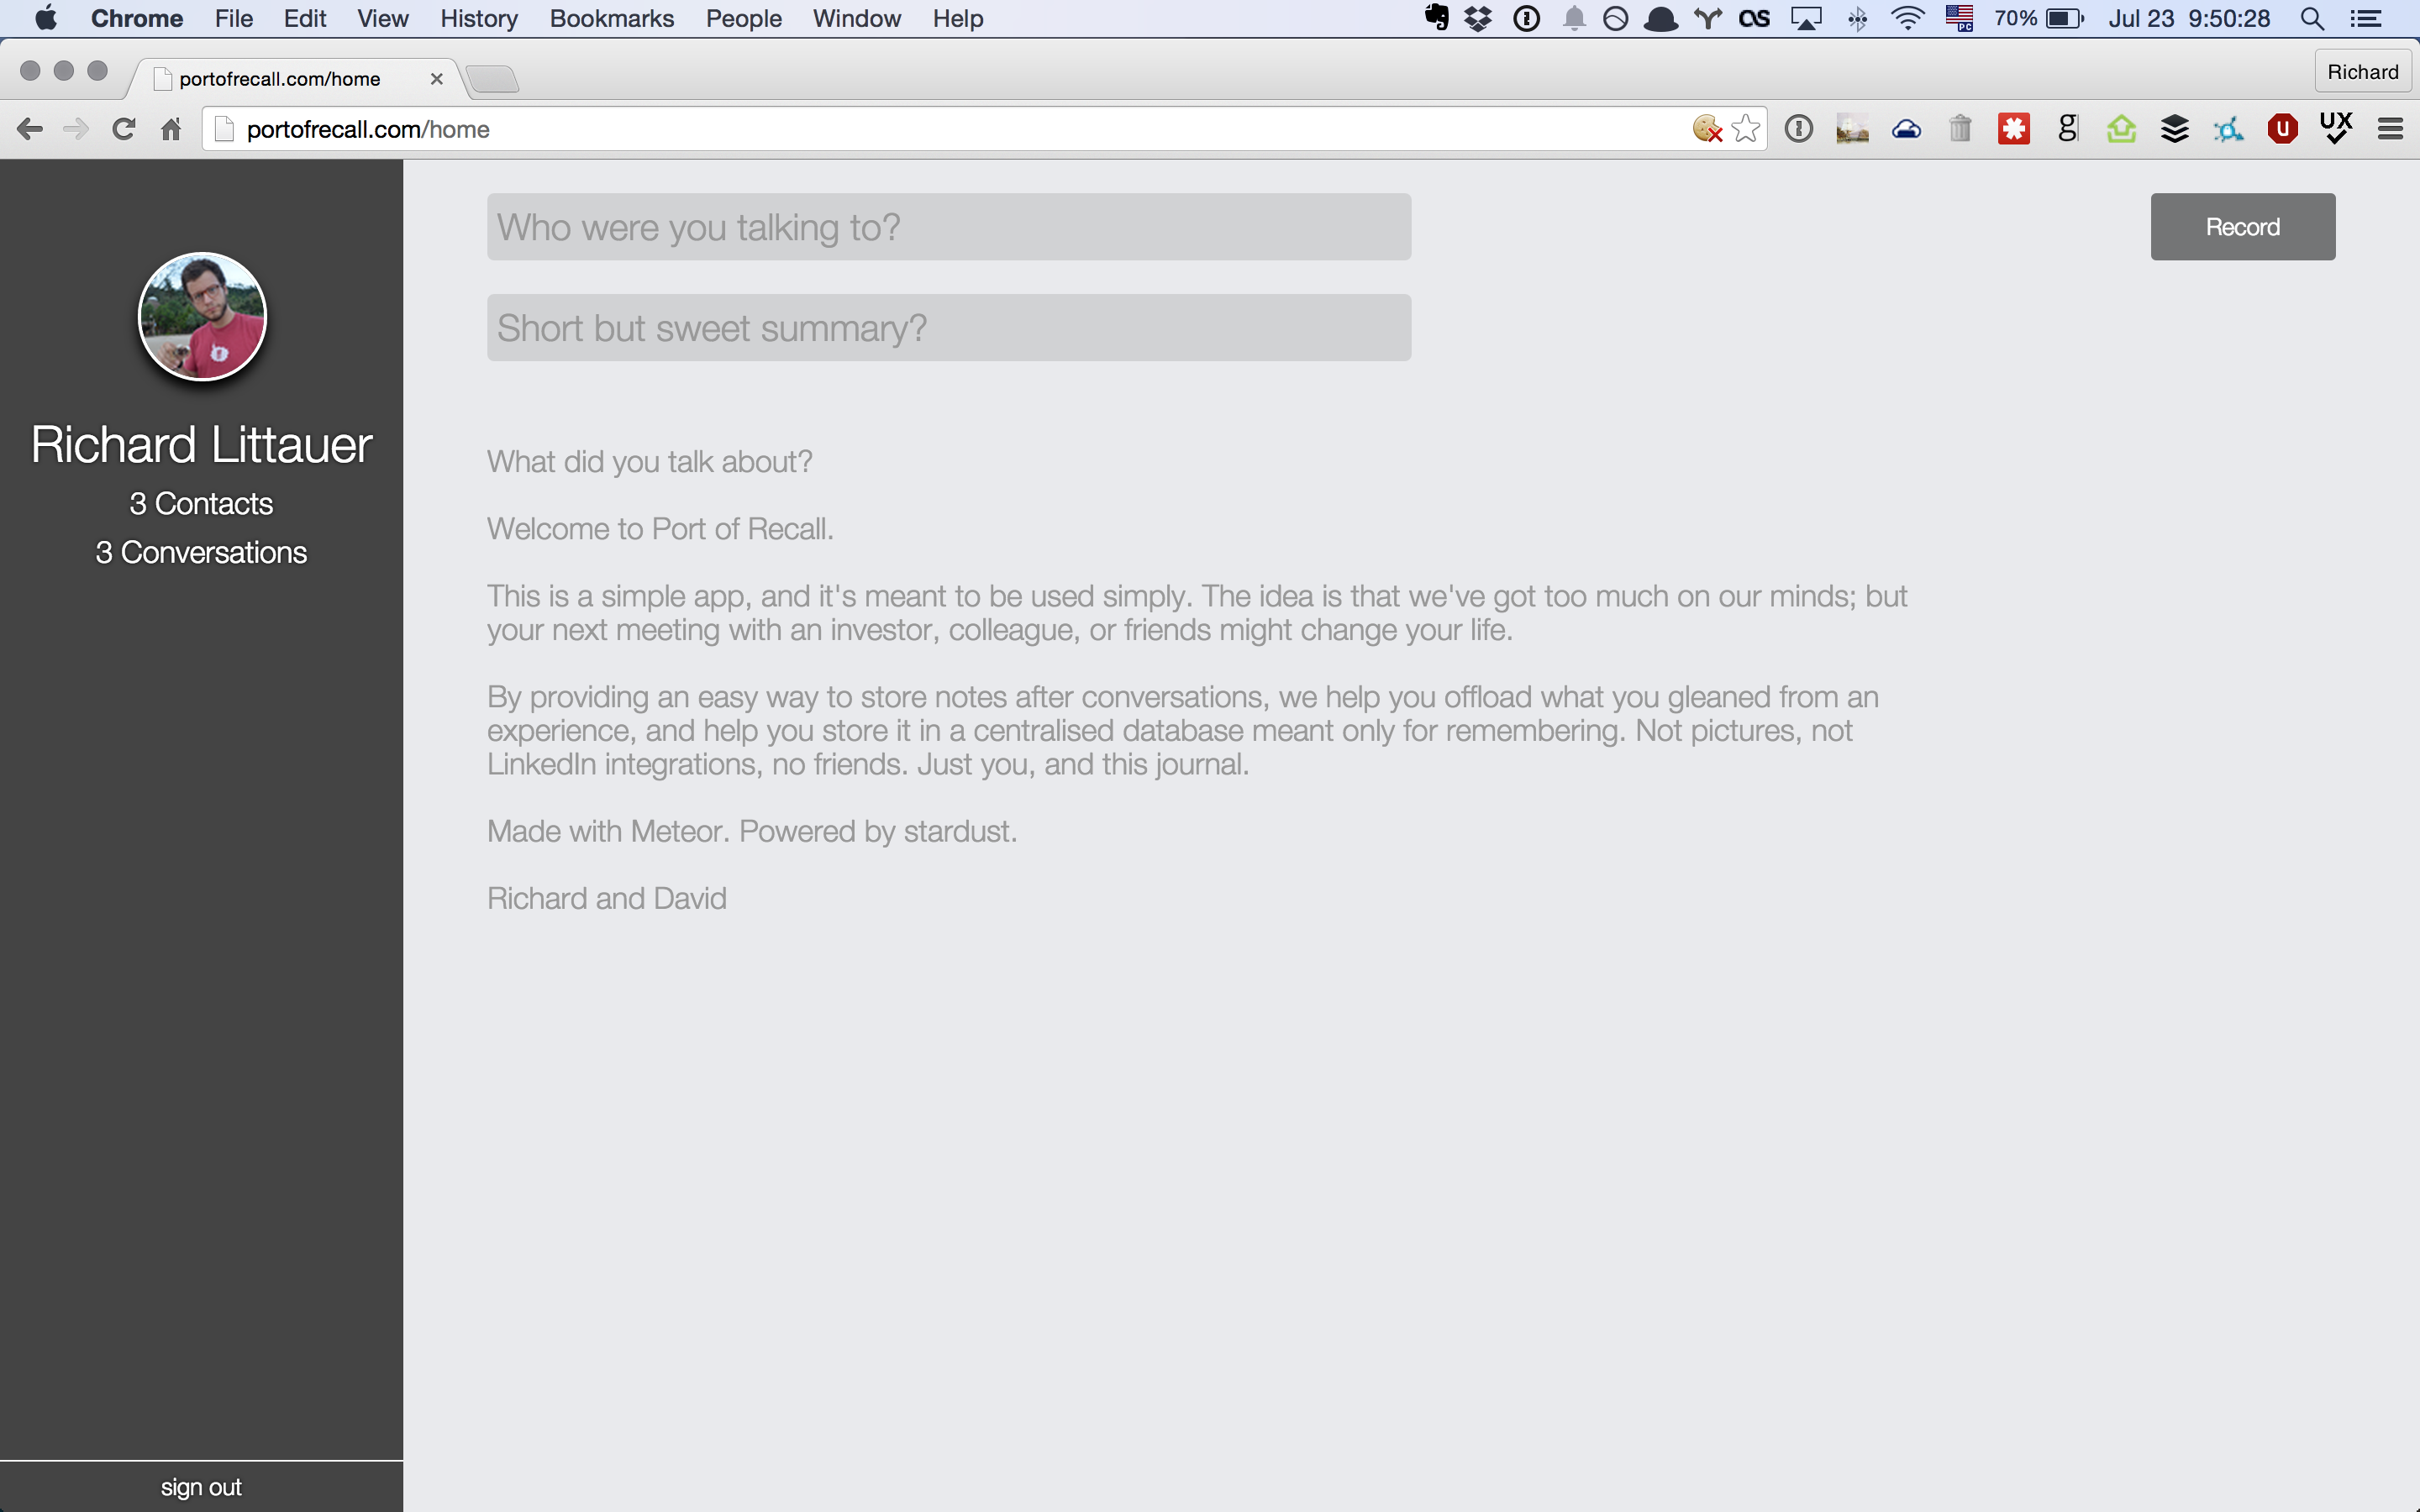 Chrome File Edit View History Bookmarks People Window Help 70% Jul 23 9:50:28
portofrecall.com/home Richard
portofrecall.com/home
Who were you talking to?
Record
Short but sweet summary?
Richard Littauer
3 Contacts
3 Conversations
What did you talk about?
Welcome to Port of Recall.
This is a simple app, and it's meant to be used simply. The idea is that we've got too much on our minds; but
your next meeting with an investor, colleague, or friends might change your life.
By providing an easy way to store notes after conversations, we help you offload what you gleaned from an
experience, and help you store it in a centralised database meant only for remembering. Not pictures, not
LinkedIn integrations, no friends. Just you, and this journal.
Made with Meteor. Powered by stardust.
Richard and David
sign out